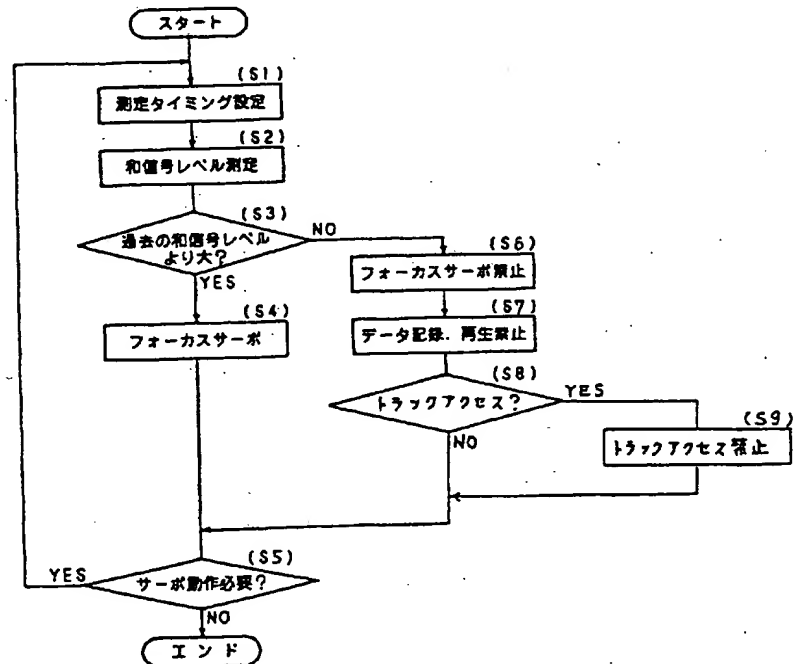 スタート
(S1)
測定タイミング設定
(S2)
和信号レベル測定
(S3)
過去の和信号レベル
より大?
NO
YES
(S4)
フォーカスサーボ
(S6)
フォーカスサーボ禁止
(S7)
データ記録、再生禁止
(S8)
トラックアクセス?
YES
NO
(S9)
トラックアクセス禁止
(S5)
サーボ動作必要?
YES
NO
エンド